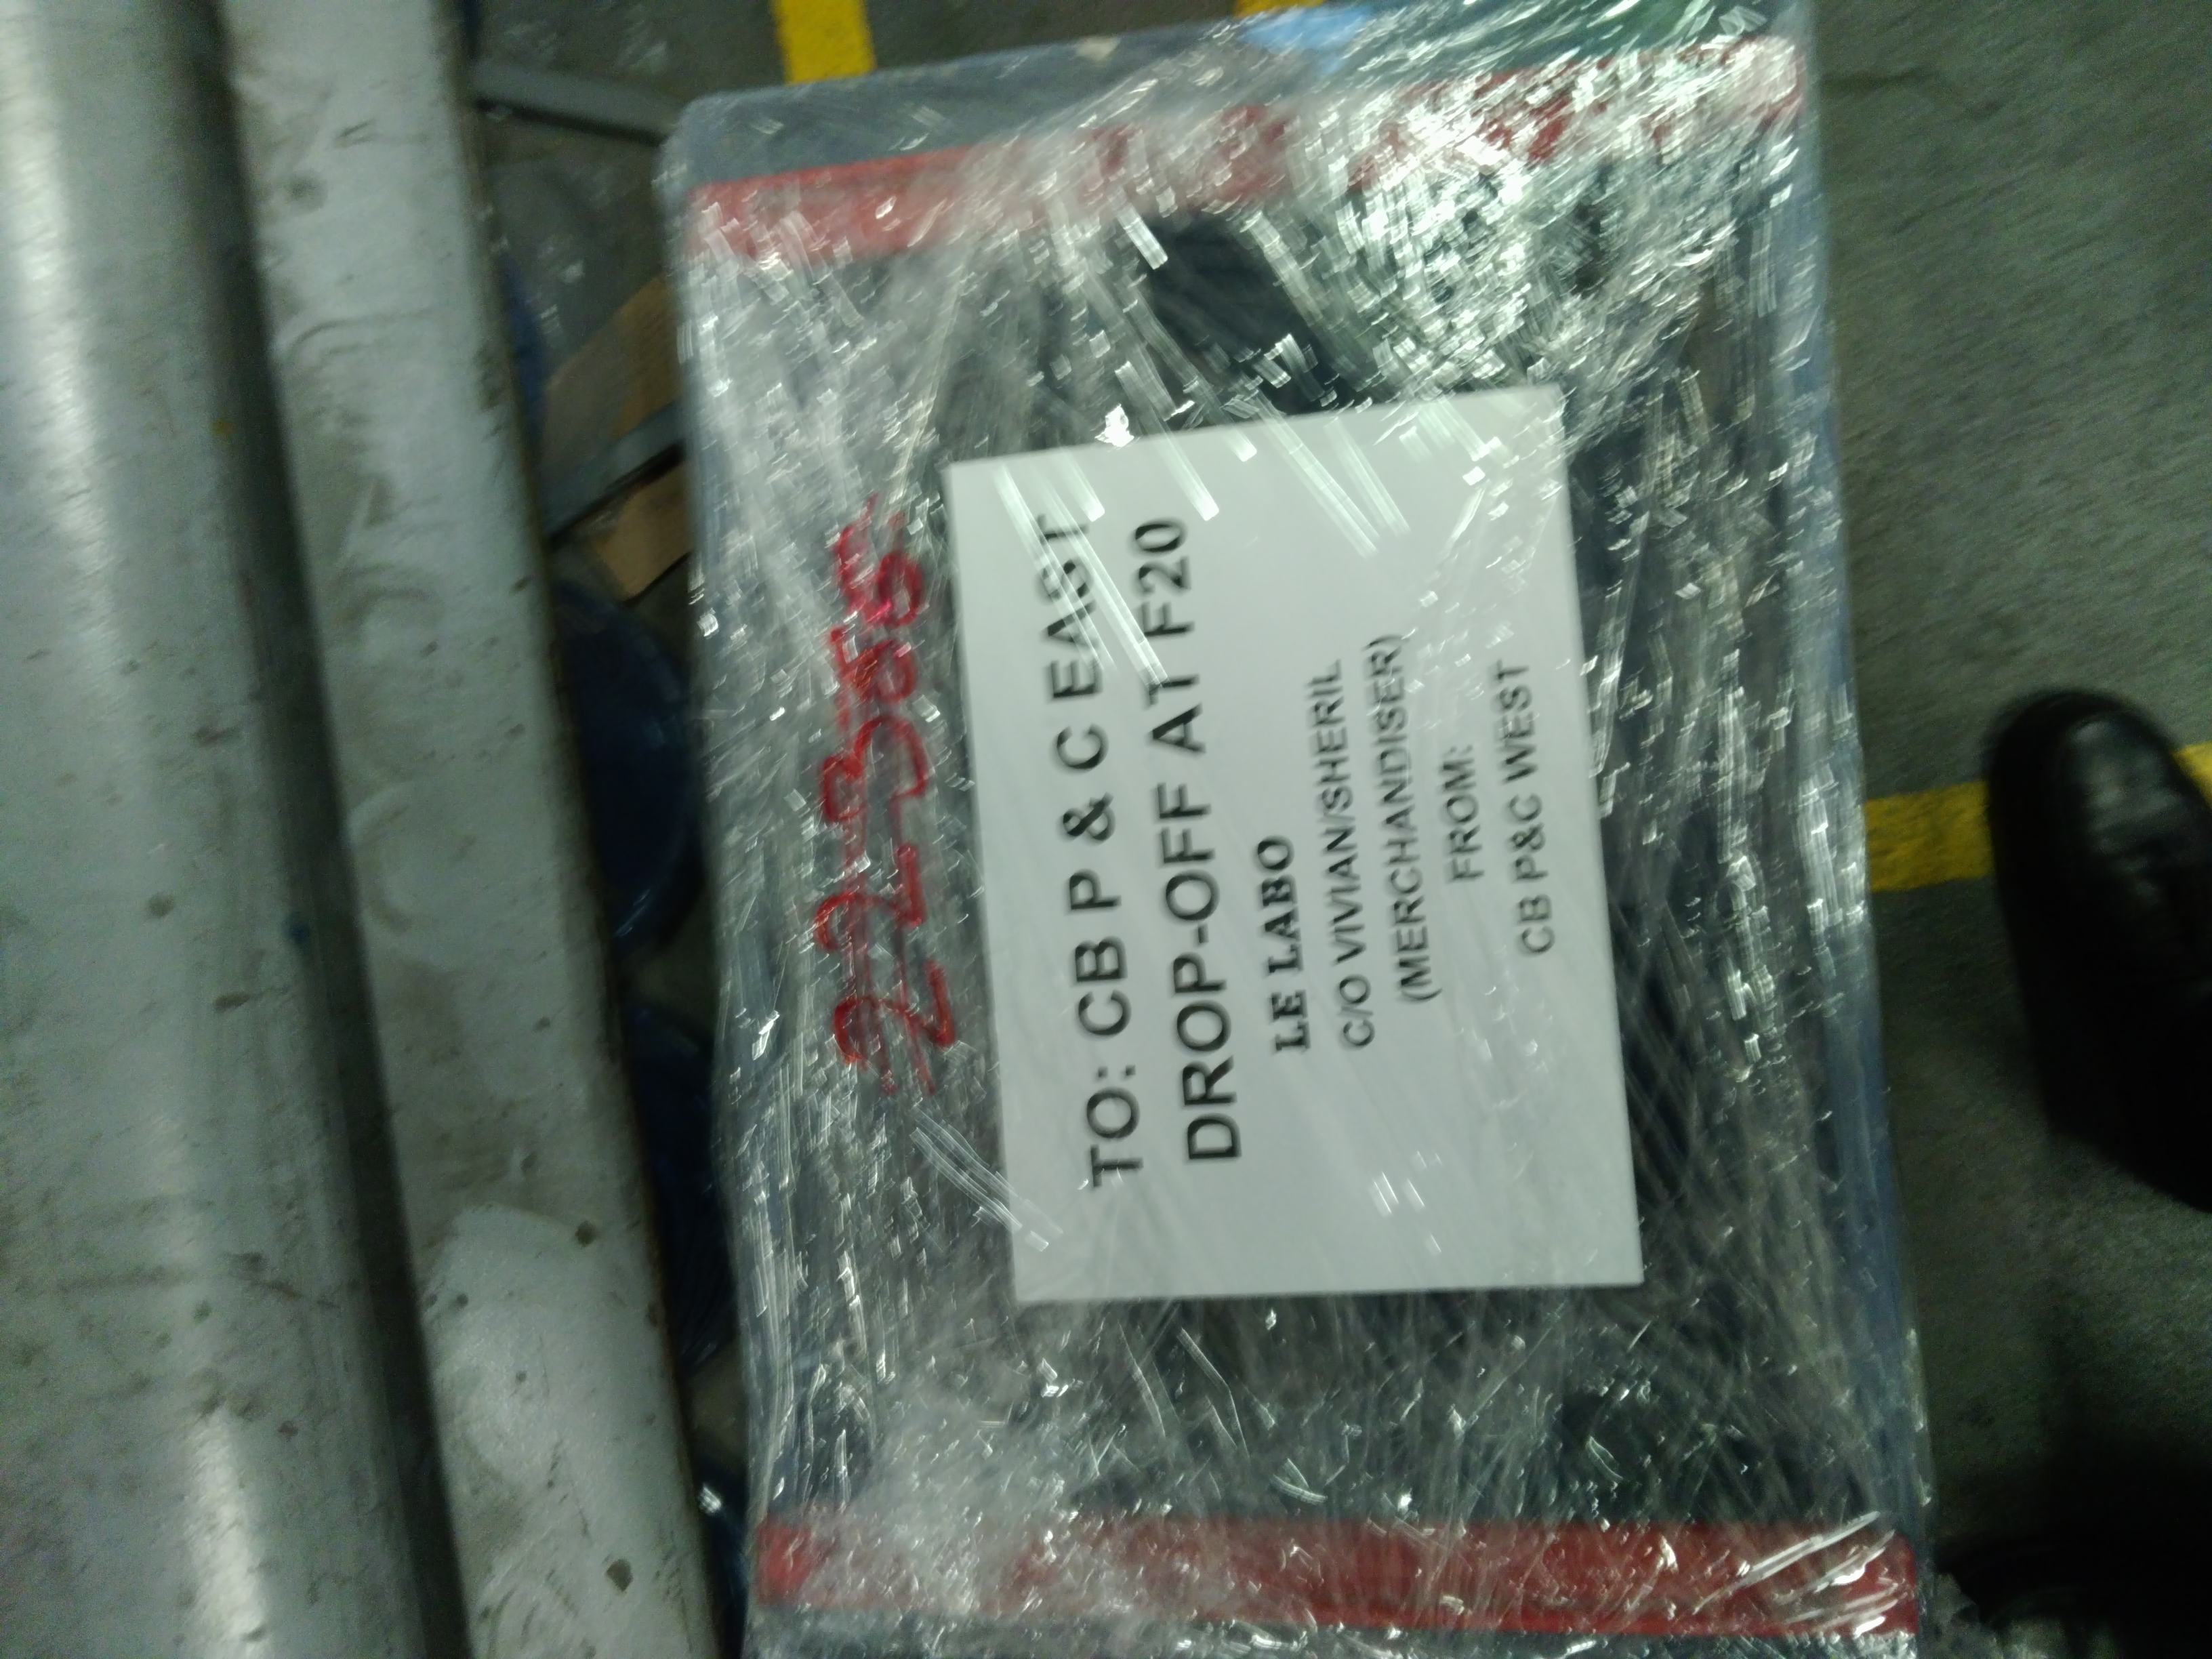 TO: CB P & C EAST
DROP-OFF AT F20
LE LABO
C/O VIVIAN/SHERIL
(MERCHANDISER)
FROM:
CB P&C WEST